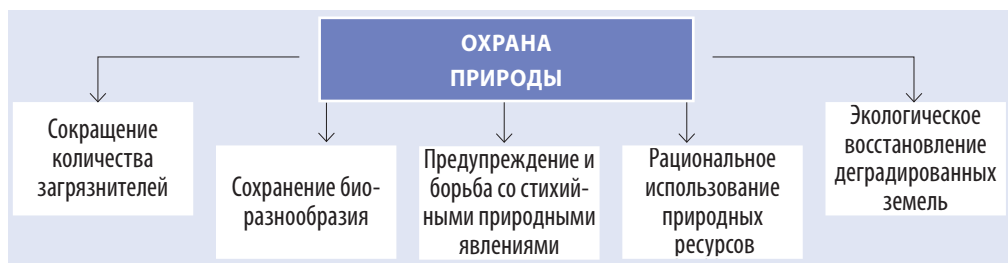 ОХРАНА
ПРИРОДЫ
Сокращение
количества
загрязнителей
Сохранение био-
разнообразия
Предупреждение и
борьба со стихий-
ными природными
явлениями
Рациональное
использование
природных
ресурсов
Экологическое
восстановление
деградированных
земель